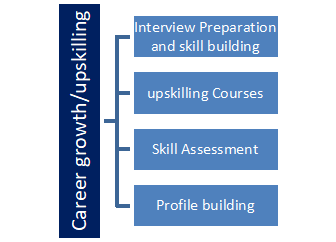 Career growth/upskilling
Interview Preparation
and skill building
upskilling Courses
Skill Assessment
Profile building